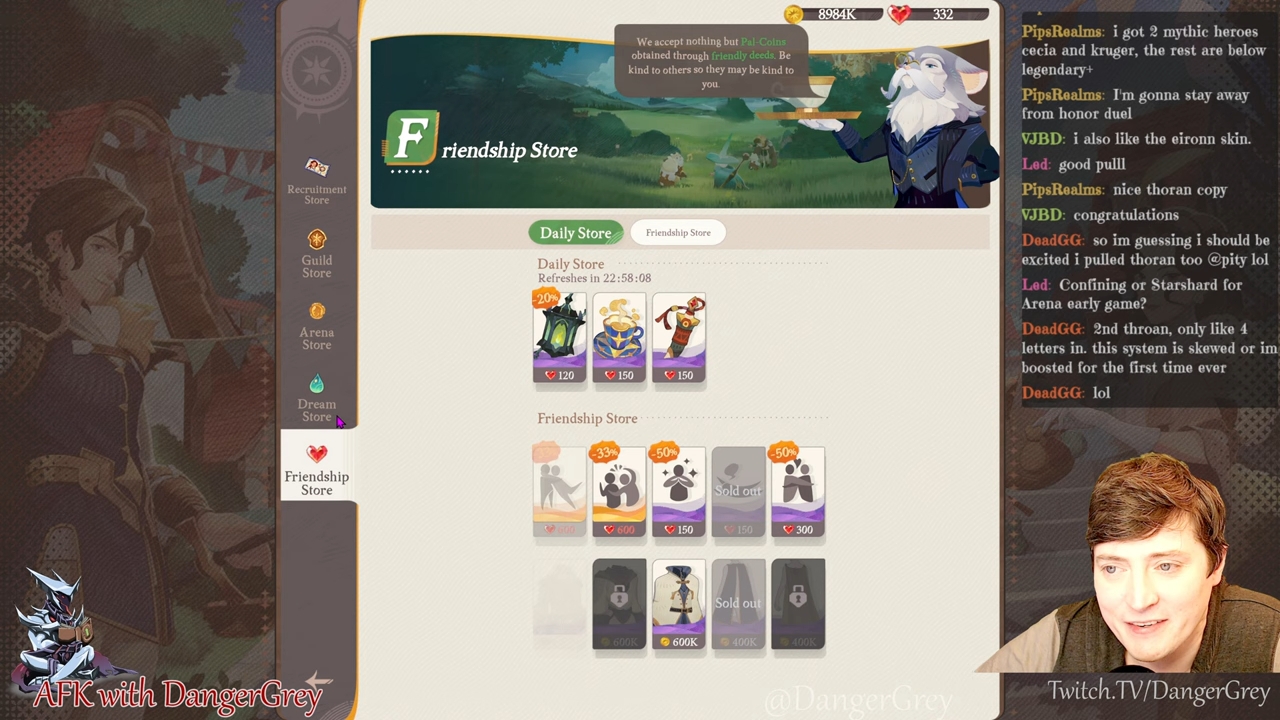 8984K
332
We accept nothing but Pal-Coins
obtained through friendly deeds. Be
kind to others so they may be kind to
you.
F
riendship Store
Recruitment
Store
Guild
Store
Arena
Store
Dream
Store
Friendship
Store
Daily Store
Friendship Store
Daily Store
Refreshes in 22:58:08
-20%
120
150
150
Friendship Store
-33%
600
-50%
150
Sold out
150
-50%
300
600K
600K
Sold out
400K
400K
PipsRealms: i got 2 mythic heroes
cecia and kruger, the rest are below
legendary+
PipsRealms: I'm gonna stay away
from honor duel
VJBD: i also like the eironn skin.
Led: good pulll
PipsRealms: nice thoran copy
VJBD: congratulations
DeadGG: so im guessing i should be
excited i pulled thoran too @pity lol
Led: Confining or Starshard for
Arena early game?
DeadGG: 2nd throan, only like 4
letters in. this system is skewed or im
boosted for the first time ever
DeadGG: lol
AFK with DangerGrey
@DangerGrey
Twitch.TV/DangerGrey